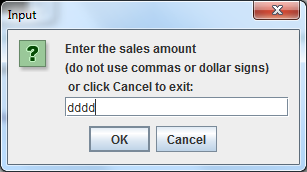 Input
Enter the sales amount
(do not use commas or dollar signs)
or click Cancel to exit:
dddd
OK Cancel